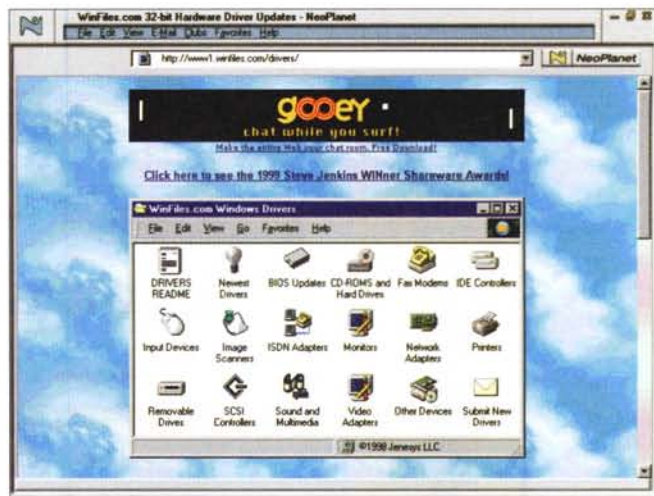 WinFiles.com 32-bit Hardware Driver Updates - NeoPlanet
File Edit View E-Mail Clubs Favorites Help
http://www1.winfiles.com/drivers/
NeoPlanet
gooey
chat while you surf!
Make the entire Web your chat room. Free Download!
Click here to see the 1999 Steve Jenkins WINner Shareware Awards!
WinFiles.com Windows Drivers
File Edit View Go Favorites Help
DRIVERS README
Newest Drivers
BIOS Updates
CD-ROMS and Hard Drives
Fax Modems
IDE Controllers
Input Devices
Image Scanners
ISDN Adapters
Monitors
Network Adapters
Printers
Removable Drives
SCSI Controllers
Sound and Multimedia
Video Adapters
Other Devices
Submit New Drivers
©1998 Jenesys LLC